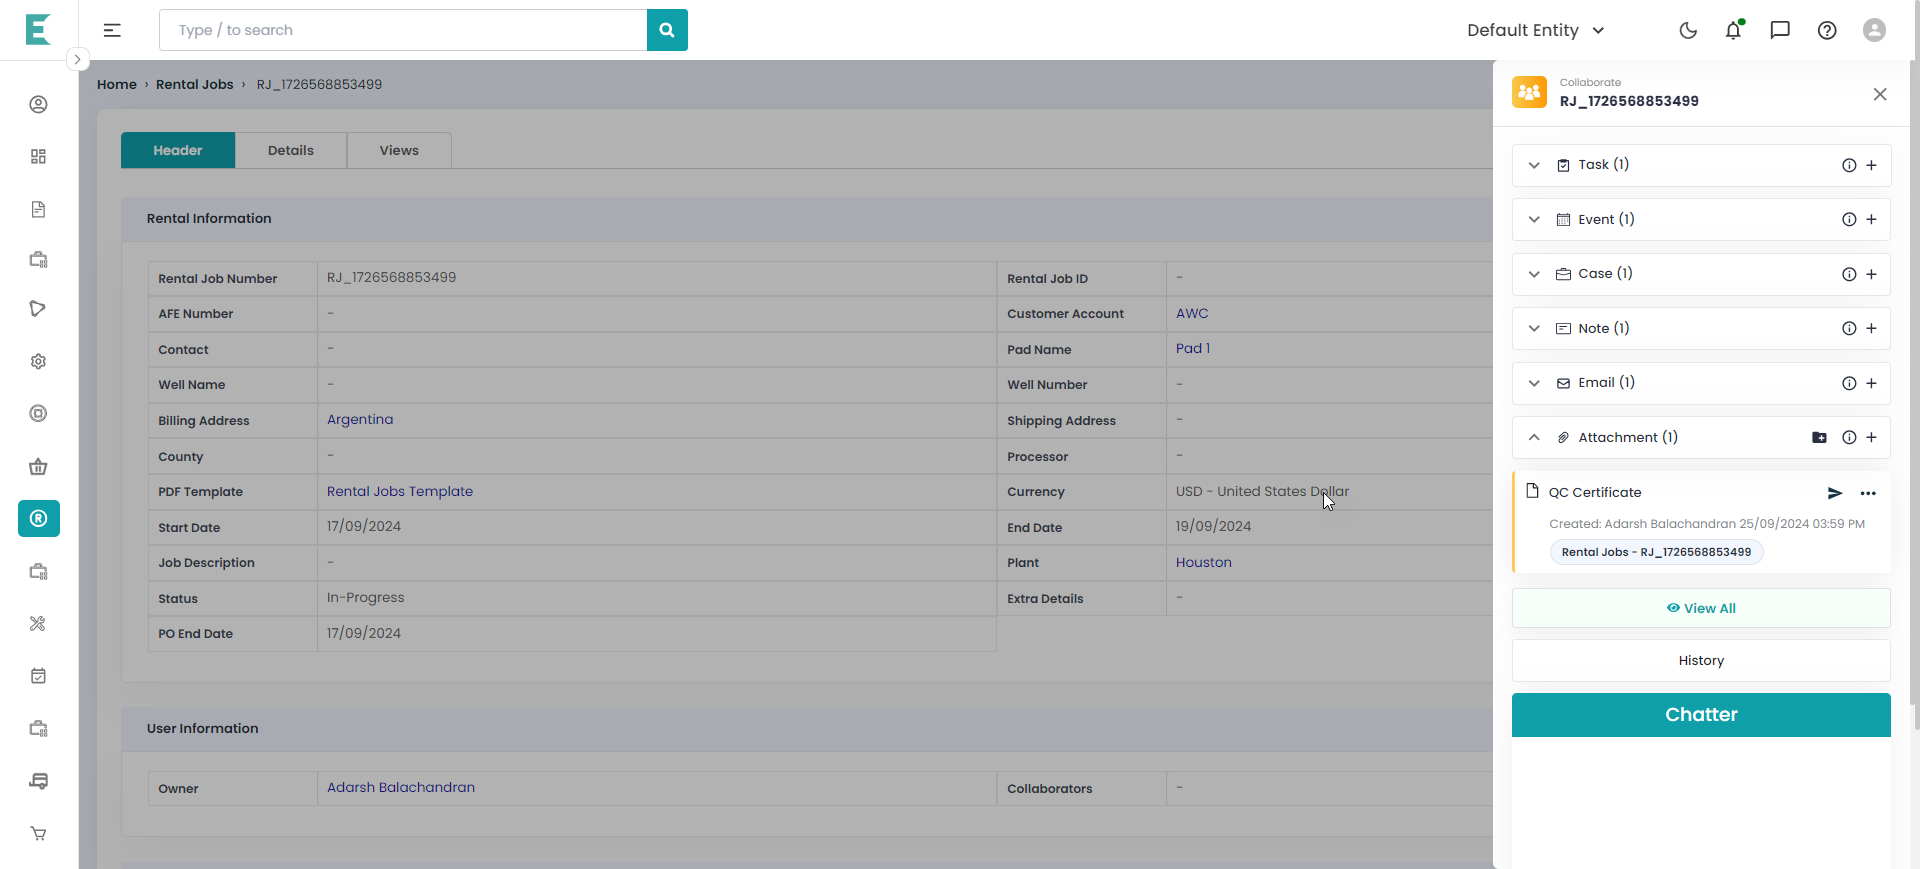 Type / to search
Default Entity
Home › Rental Jobs › RJ_1726568853499
Header Details Views
Rental Information
Rental Job Number RJ_1726568853499 Rental Job ID -
AFE Number - Customer Account AWC
Contact - Pad Name Pad 1
Well Name - Well Number -
Billing Address Argentina Shipping Address -
County - Processor -
PDF Template Rental Jobs Template Currency USD - United States Dollar
Start Date 17/09/2024 End Date 19/09/2024
Job Description - Plant Houston
Status In-Progress Extra Details -
PO End Date 17/09/2024
User Information
Owner Adarsh Balachandran Collaborators -
Collaborate
RJ_1726568853499
Task (1)
Event (1)
Case (1)
Note (1)
Email (1)
Attachment (1)
QC Certificate
Created: Adarsh Balachandran 25/09/2024 03:59 PM
Rental Jobs - RJ_1726568853499
View All
History
Chatter